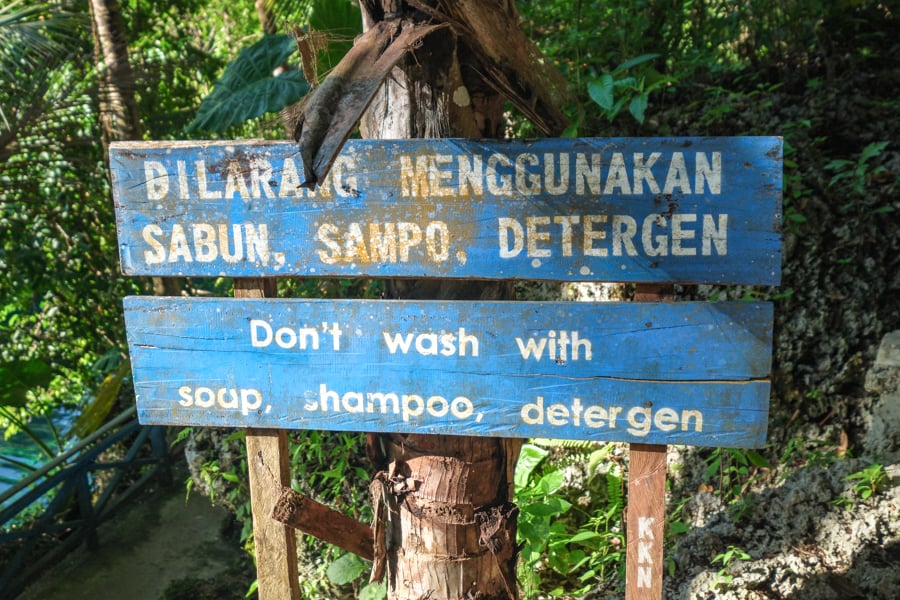 DILARANG MENGGUNAKAN
SABUN, SAMPO, DETERGEN
Don't wash with
soup, shampoo, detergen
KKN